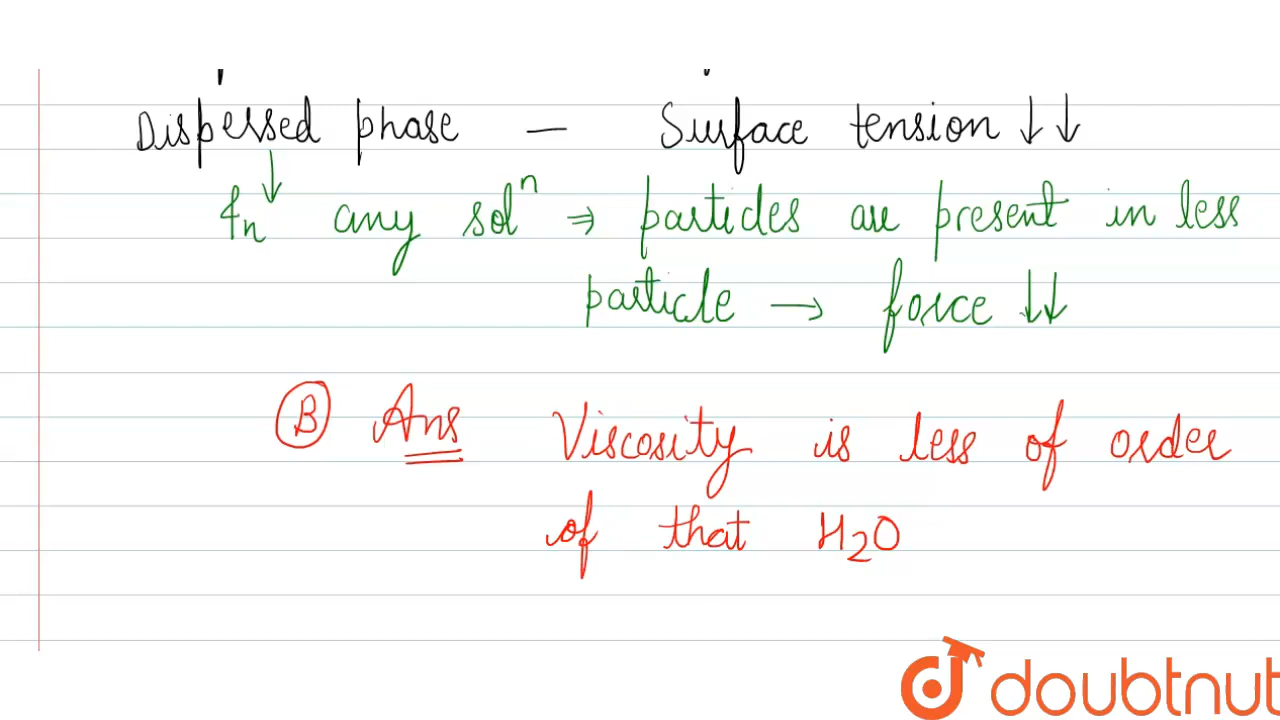 Dispersed phase — Surface tension ↓↓
↓
In any solⁿ ⇒ particles are present in less
particle → force ↓↓
Ⓑ Ans Viscosity is less of order
of that H₂O
doubtnut